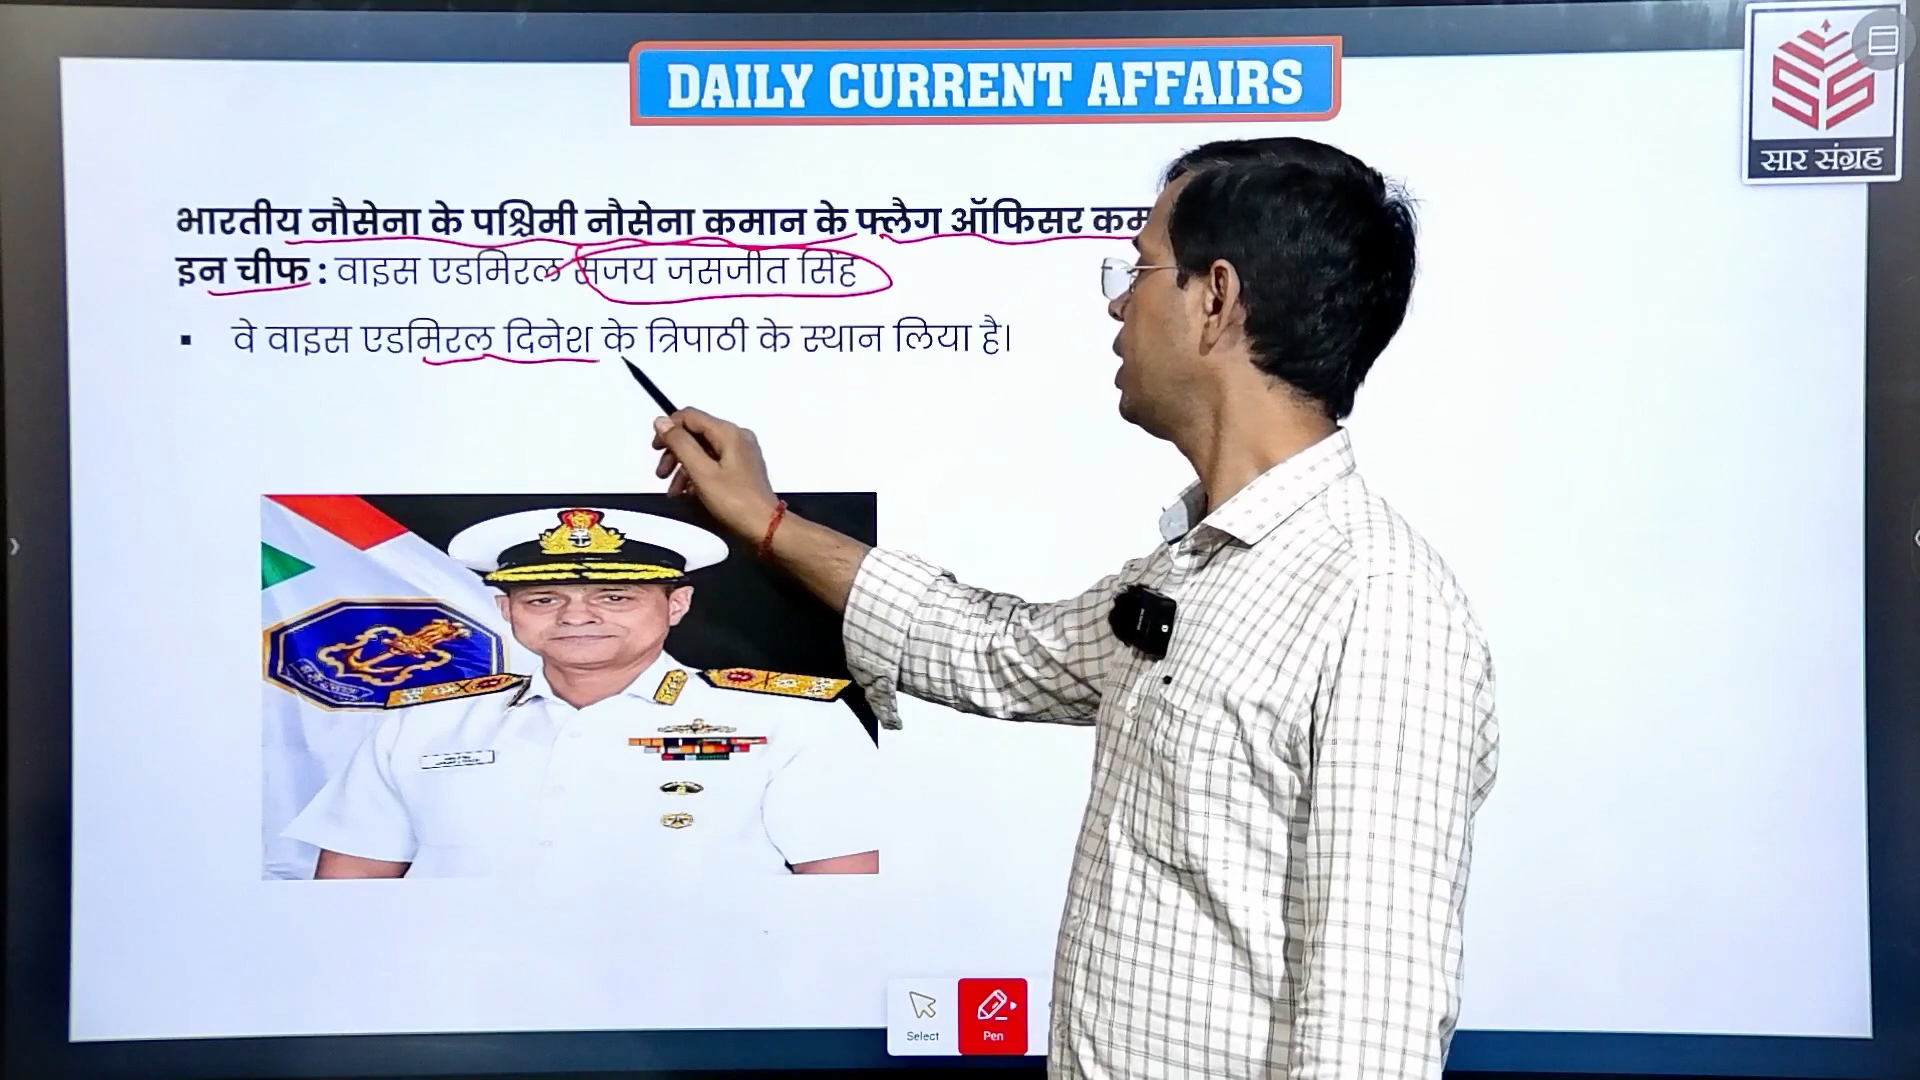 DAILY CURRENT AFFAIRS
सार संग्रह
भारतीय नौसेना के पश्चिमी नौसेना कमान के फ्लैग ऑफिसर कम
इन चीफ : वाइस एडमिरल संजय जसजीत सिंह
▪ वे वाइस एडमिरल दिनेश के त्रिपाठी के स्थान लिया है।
Select
Pen